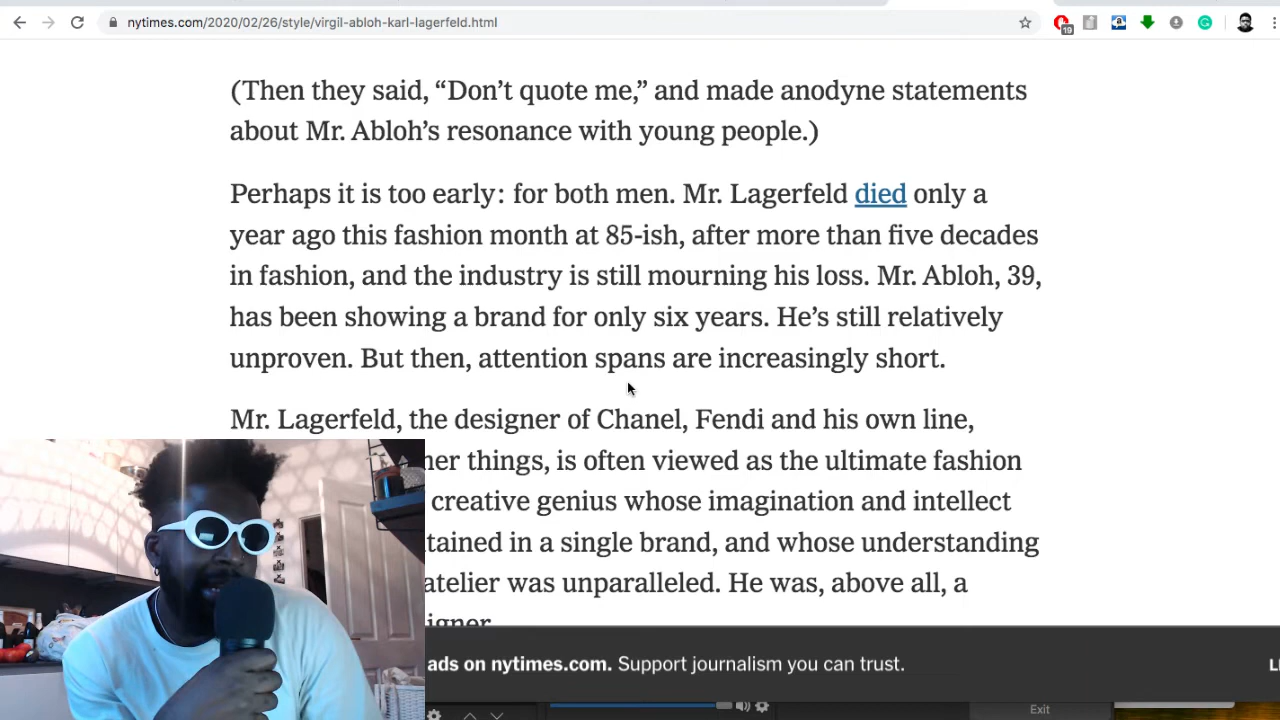 nytimes.com/2020/02/26/style/virgil-abloh-karl-lagerfeld.html
19
(Then they said, “Don’t quote me,” and made anodyne statements
about Mr. Abloh’s resonance with young people.)
Perhaps it is too early: for both men. Mr. Lagerfeld died only a
year ago this fashion month at 85-ish, after more than five decades
in fashion, and the industry is still mourning his loss. Mr. Abloh, 39,
has been showing a brand for only six years. He’s still relatively
unproven. But then, attention spans are increasingly short.
Mr. Lagerfeld, the designer of Chanel, Fendi and his own line,
her things, is often viewed as the ultimate fashion
creative genius whose imagination and intellect
tained in a single brand, and whose understanding
atelier was unparalleled. He was, above all, a
igner
ads on nytimes.com. Support journalism you can trust.
Exit